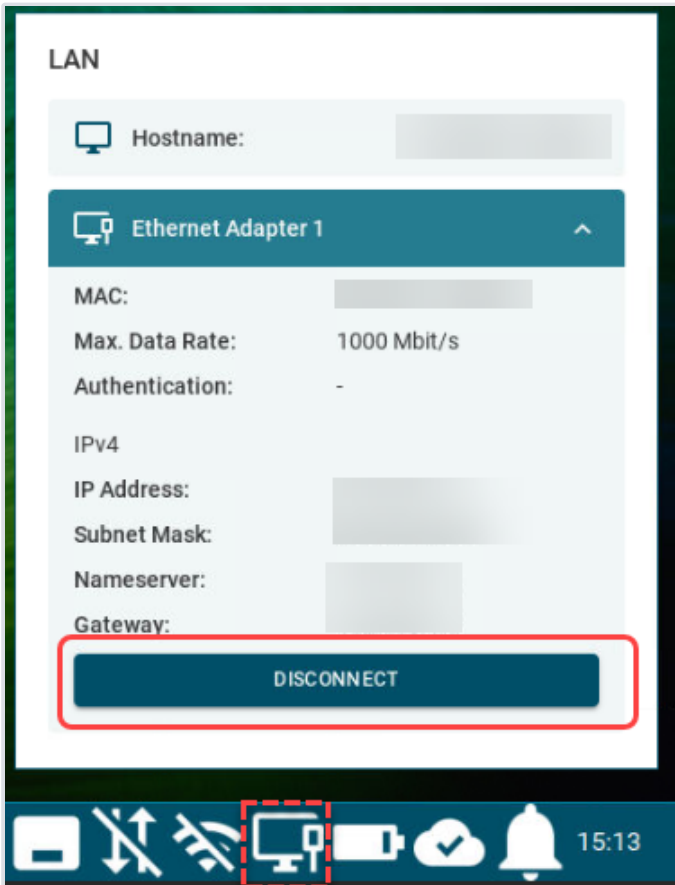 LAN
Hostname:
Ethernet Adapter 1
MAC:
Max. Data Rate: 1000 Mbit/s
Authentication: -
IPv4
IP Address:
Subnet Mask:
Nameserver:
Gateway:
DISCONNECT
15:13